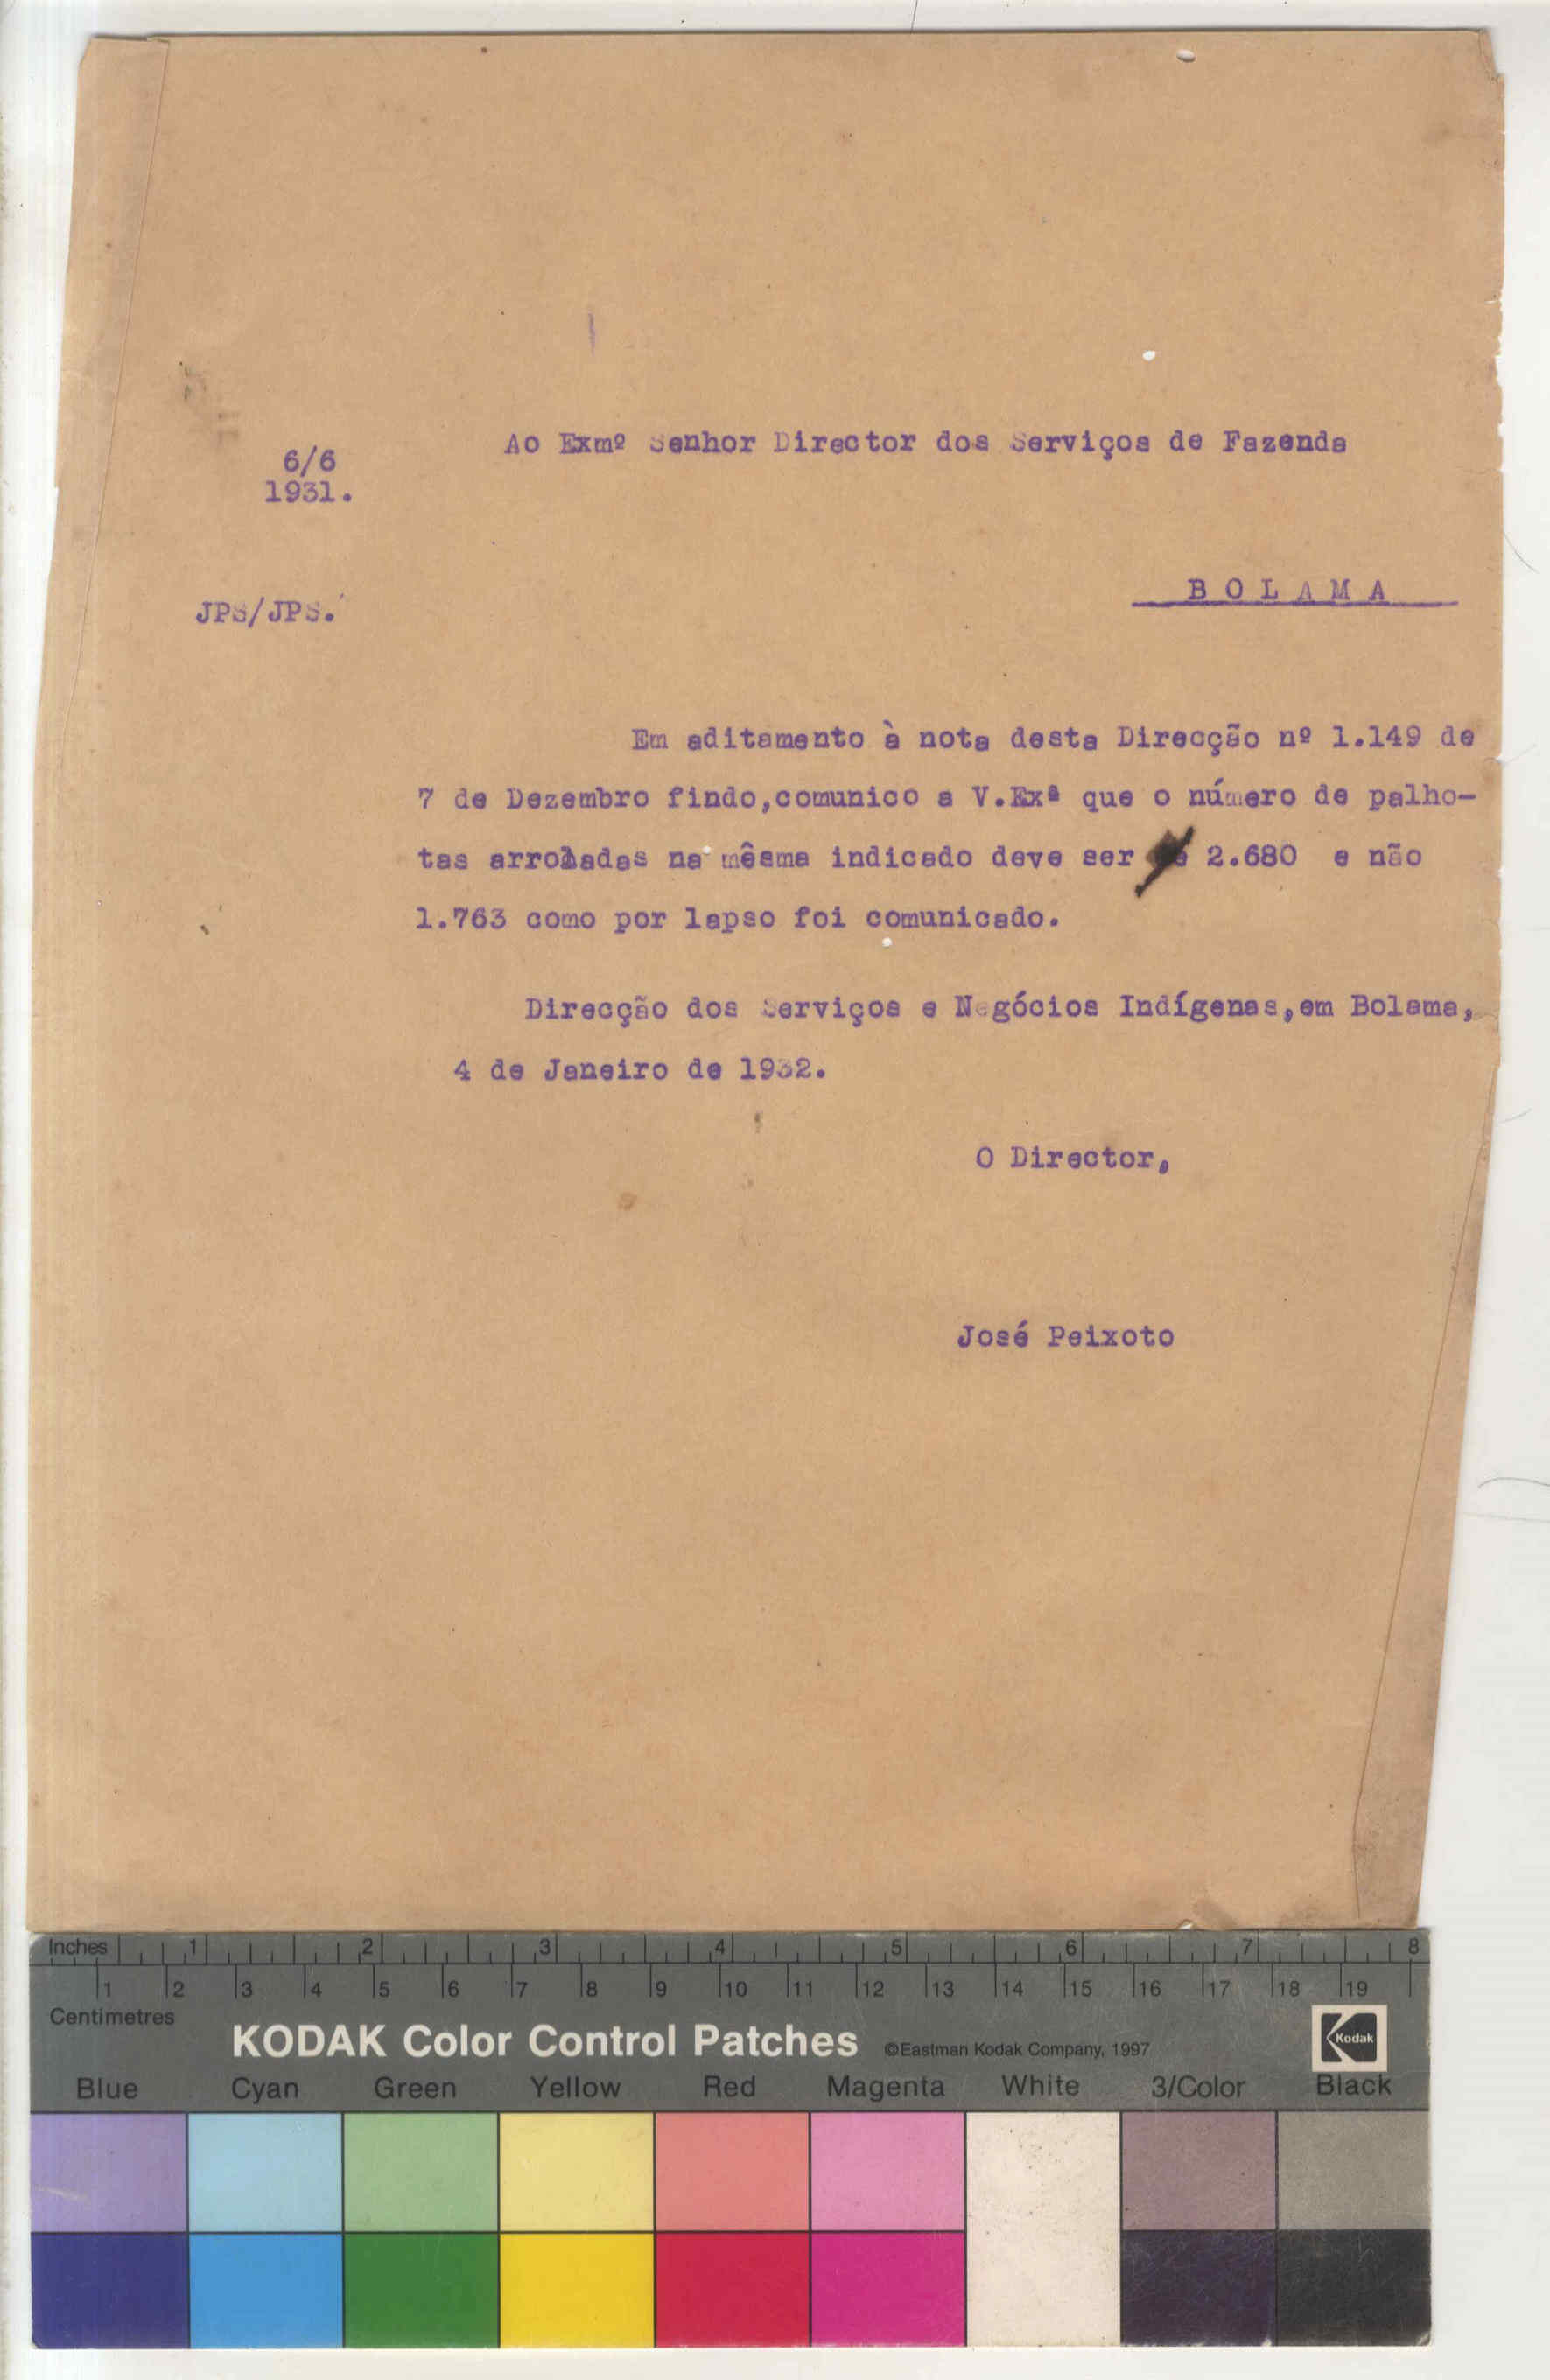 Ao Exmº Senhor Director dos Serviços de Fazenda
6/6
1931.
BOLAMA
JPS/JPS.
Em aditamento à nota desta Direcção nº 1.149 de
7 de Dezembro findo,comunico a V.Exª que o número de palho-
tas arroladas na mêsma indicado deve ser 2.680 e não
1.763 como por lapso foi comunicado.
Direcção dos Serviços e Negócios Indígenas,em Bolama,
4 de Janeiro de 1932.
O Director,
José Peixoto
Inches 1 2 3 4 5 6 7 8
1 2 3 4 5 6 7 8 9 10 11 12 13 14 15 16 17 18 19
Centimetres
KODAK Color Control Patches ©Eastman Kodak Company, 1997 Kodak
Blue Cyan Green Yellow Red Magenta White 3/Color Black